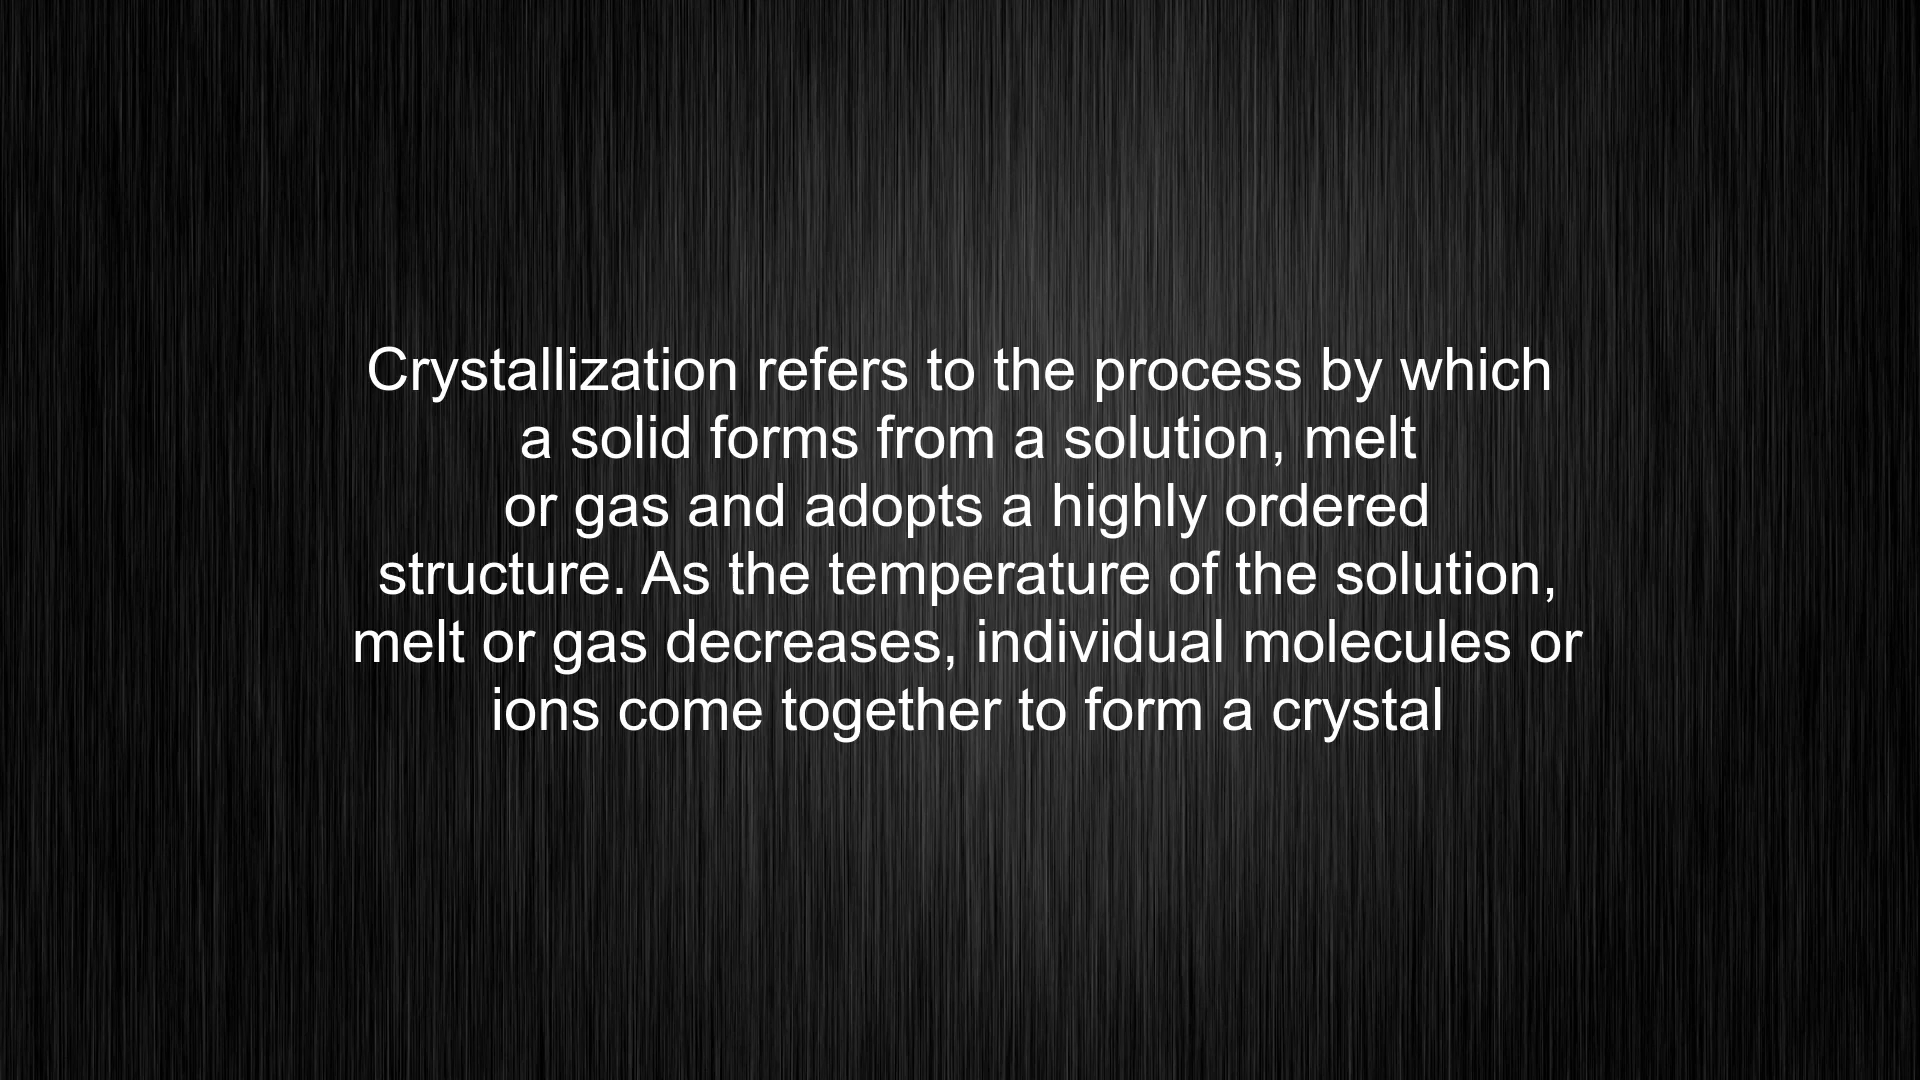 Crystallization refers to the process by which
a solid forms from a solution, melt
or gas and adopts a highly ordered
structure. As the temperature of the solution,
melt or gas decreases, individual molecules or
ions come together to form a crystal